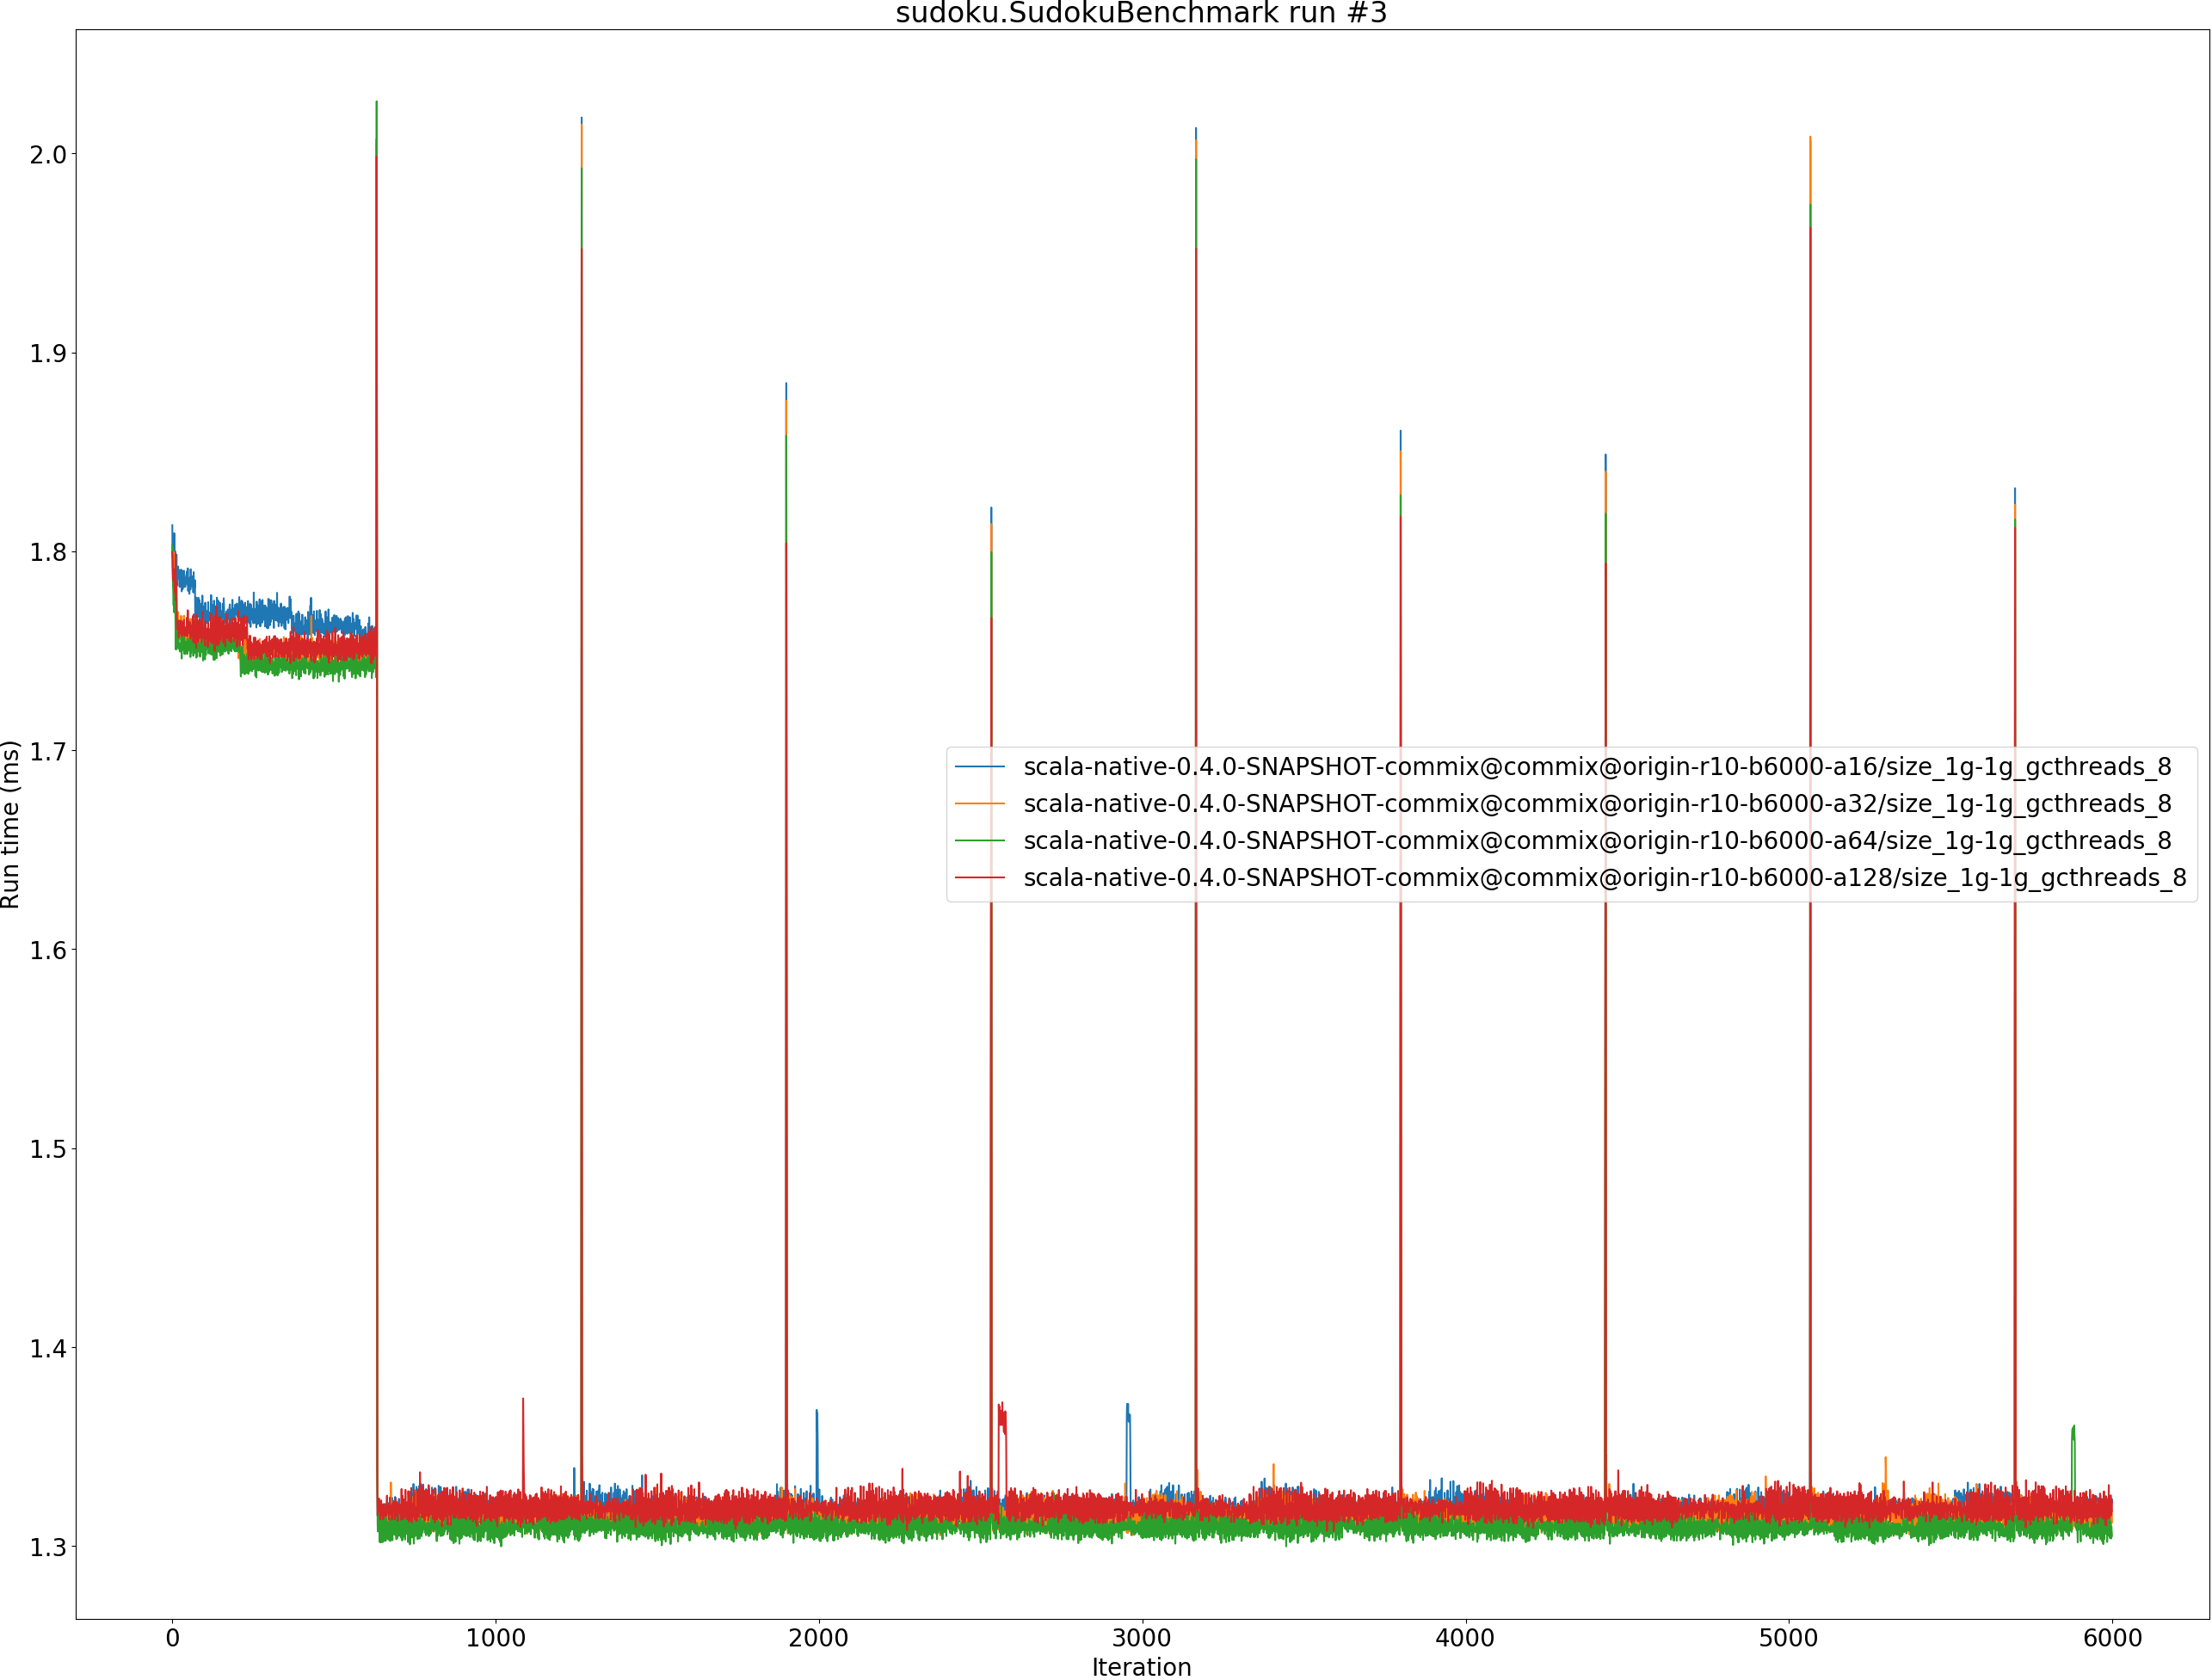 sudoku.SudokuBenchmark run #3
Run time (ms)
2.0
1.9
1.8
1.7
1.6
1.5
1.4
1.3
scala-native-0.4.0-SNAPSHOT-commix@commix@origin-r10-b6000-a16/size_1g-1g_gcthreads_8
scala-native-0.4.0-SNAPSHOT-commix@commix@origin-r10-b6000-a32/size_1g-1g_gcthreads_8
scala-native-0.4.0-SNAPSHOT-commix@commix@origin-r10-b6000-a64/size_1g-1g_gcthreads_8
scala-native-0.4.0-SNAPSHOT-commix@commix@origin-r10-b6000-a128/size_1g-1g_gcthreads_8
0 1000 2000 3000 4000 5000 6000
Iteration